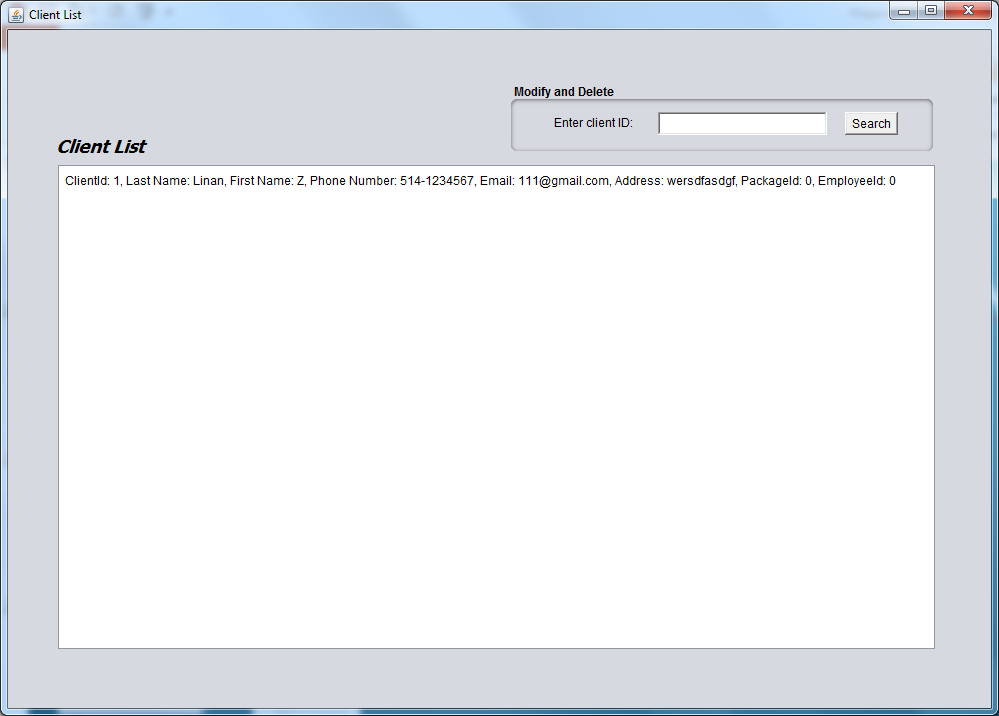 Client List
Modify and Delete
Enter client ID:
Search
Client List
ClientId: 1, Last Name: Linan, First Name: Z, Phone Number: 514-1234567, Email: 111@gmail.com, Address: wersdfasdgf, PackageId: 0, EmployeeId: 0